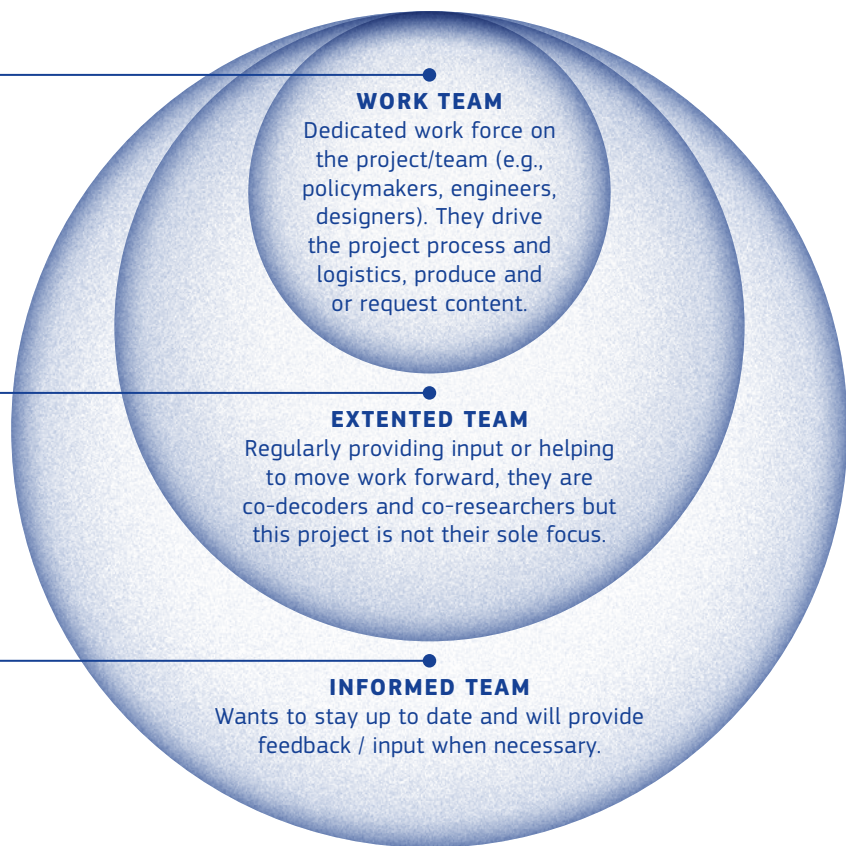 WORK TEAM
Dedicated work force on
the project/team (e.g.,
policymakers, engineers,
designers). They drive
the project process and
logistics, produce and
or request content.
EXTENTED TEAM
Regularly providing input or helping
to move work forward, they are
co-decoders and co-researchers but
this project is not their sole focus.
INFORMED TEAM
Wants to stay up to date and will provide
feedback / input when necessary.